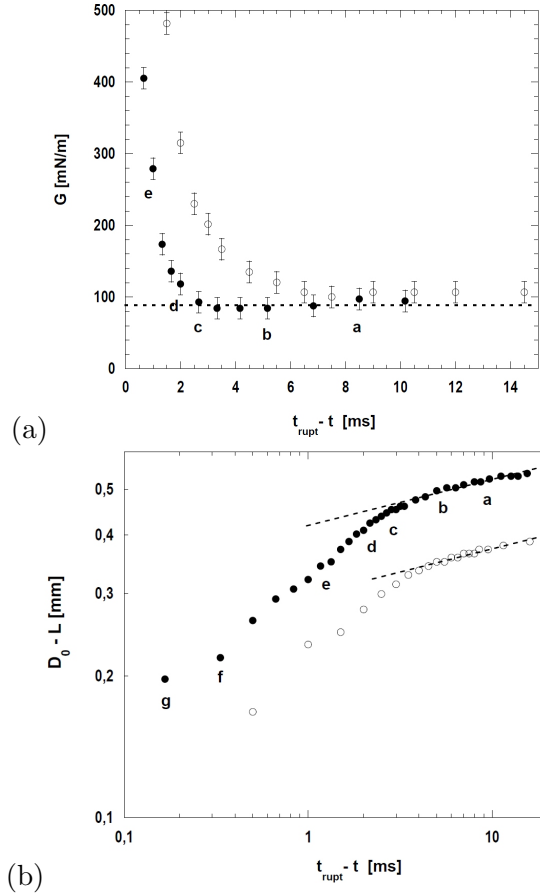 500
400
300
200
100
0
G [mN/m]
e
d
c
b
a
0 2 4 6 8 10 12 14
t_rupt - t [ms]
(a)
0,5
0,4
0,3
0,2
0,1
D_0 - L [mm]
a
b
c
d
e
f
g
0,1 1 10
t_rupt - t [ms]
(b)